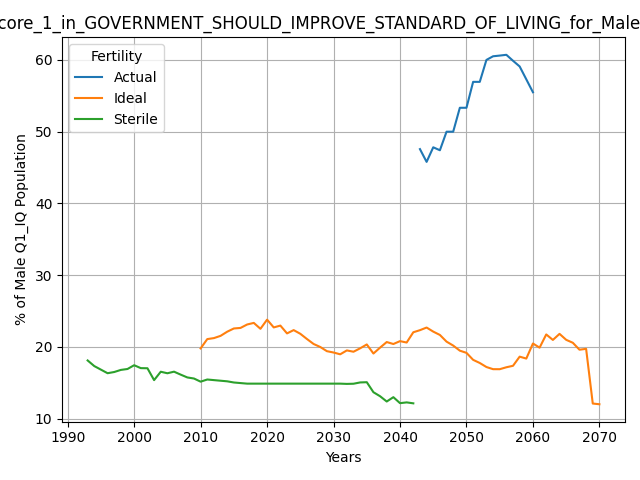 core_1_in_GOVERNMENT_SHOULD_IMPROVE_STANDARD_OF_LIVING_for_Male
Fertility
Actual
Ideal
Sterile
% of Male Q1_IQ Population
60
50
40
30
20
10
1990 2000 2010 2020 2030 2040 2050 2060 2070
Years